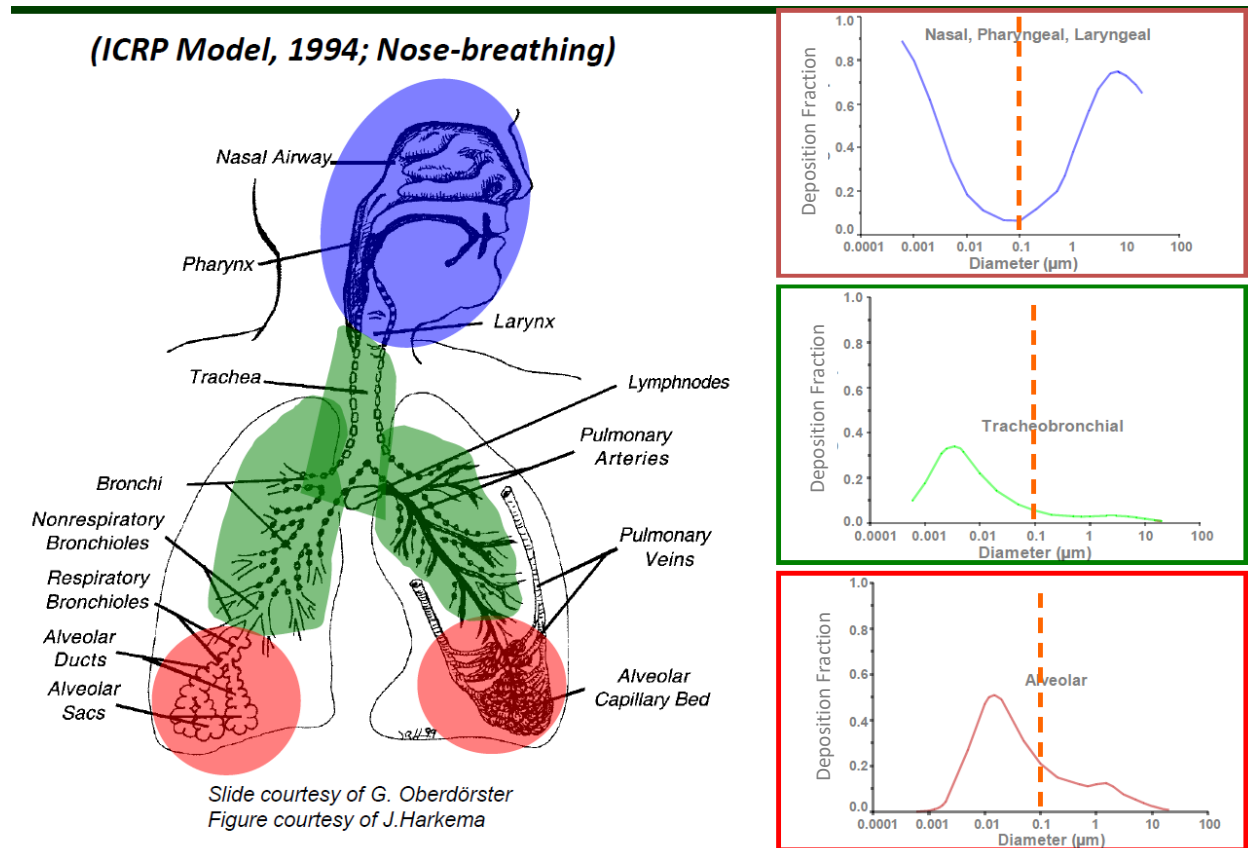 (ICRP Model, 1994; Nose-breathing)
Nasal Airway
Pharynx
Larynx
Trachea
Lymphnodes
Pulmonary
Arteries
Bronchi
Nonrespiratory
Bronchioles
Pulmonary
Veins
Respiratory
Bronchioles
Alveolar
Ducts
Alveolar
Sacs
Alveolar
Capillary Bed
Slide courtesy of G. Oberdörster
Figure courtesy of J.Harkema
Nasal, Pharyngeal, Laryngeal
Deposition Fraction
1.0
0.8
0.6
0.4
0.2
0.0
0.0001 0.001 0.01 0.1 1 10 100
Diameter (µm)
Tracheobronchial
Deposition Fraction
1.0
0.8
0.6
0.4
0.2
0.0
0.0001 0.001 0.01 0.1 1 10 100
Diameter (µm)
Alveolar
Deposition Fraction
1.0
0.8
0.6
0.4
0.2
0.0
0.0001 0.001 0.01 0.1 1 10 100
Diameter (µm)